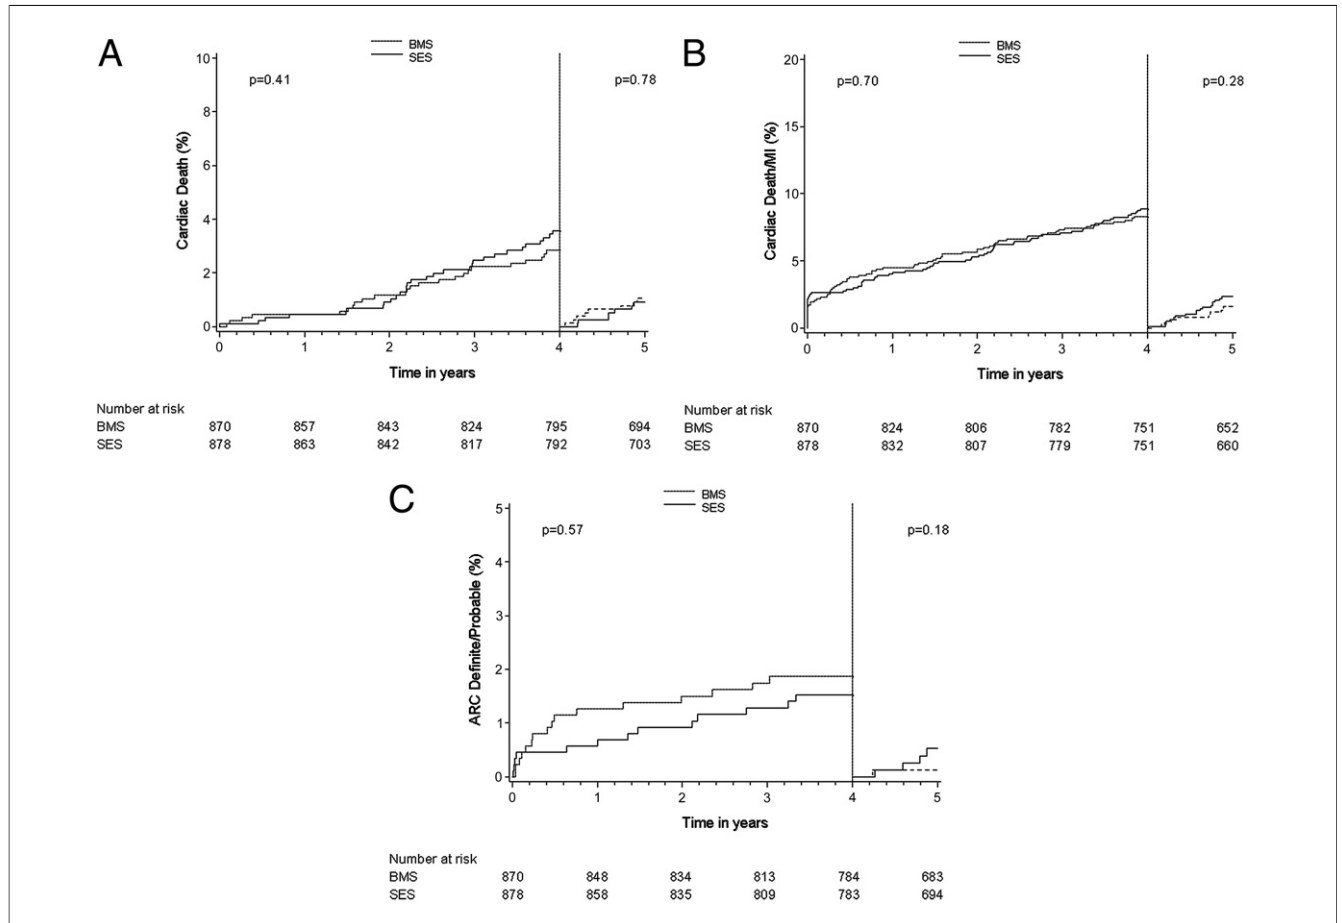 A
BMS
SES
p=0.41
p=0.78
10
8
6
4
2
0
Cardiac Death (%)
0 1 2 3 4 5
Time in years
Number at risk
BMS 870 857 843 824 795 694
SES 878 863 842 817 792 703
B
BMS
SES
p=0.70
p=0.28
20
15
10
5
0
Cardiac Death/MI (%)
0 1 2 3 4 5
Time in years
Number at risk
BMS 870 824 806 782 751 652
SES 878 832 807 779 751 660
C
BMS
SES
p=0.57
p=0.18
5
4
3
2
1
0
ARC Definite/Probable (%)
0 1 2 3 4 5
Time in years
Number at risk
BMS 870 848 834 813 784 683
SES 878 858 835 809 783 694